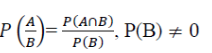 P(A/B) = P(A∩B)/P(B), P(B) ≠ 0